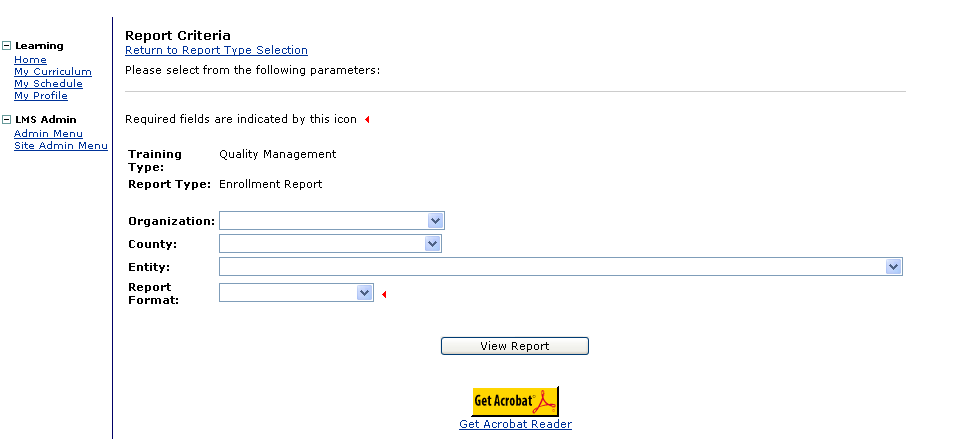 Learning
Home
My Curriculum
My Schedule
My Profile
LMS Admin
Admin Menu
Site Admin Menu
Report Criteria
Return to Report Type Selection
Please select from the following parameters:
Required fields are indicated by this icon
Training Type: Quality Management
Report Type: Enrollment Report
Organization:
County:
Entity:
Report
Format:
View Report
Get Acrobat
Get Acrobat Reader